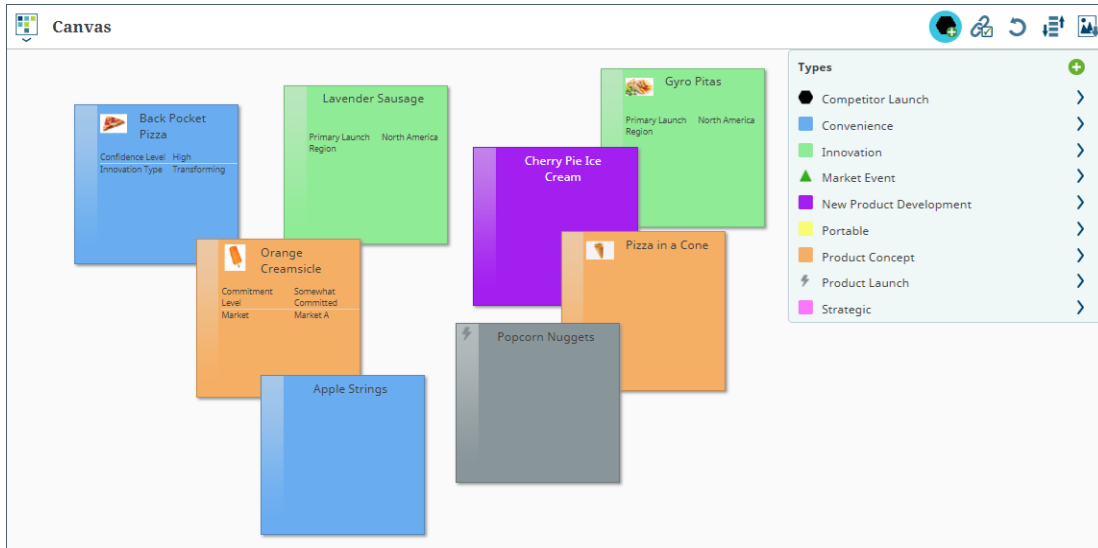 Canvas
Back Pocket
Pizza
Confidence Level High
Innovation Type Transforming
Lavender Sausage
Primary Launch North America
Region
Gyro Pitas
Primary Launch North America
Region
Cherry Pie Ice
Cream
Orange
Creamsicle
Commitment Somewhat
Level Committed
Market Market A
Pizza in a Cone
Popcorn Nuggets
Apple Strings
Types
Competitor Launch
Convenience
Innovation
Market Event
New Product Development
Portable
Product Concept
Product Launch
Strategic